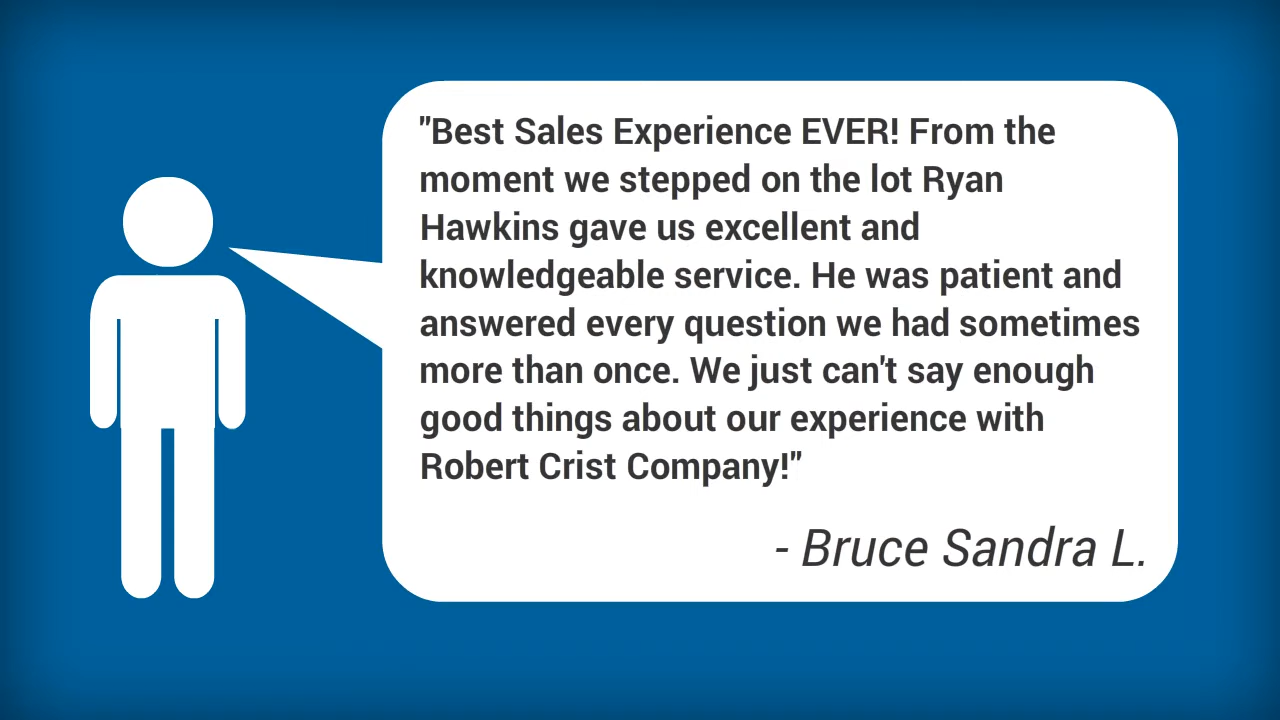 "Best Sales Experience EVER! From the
moment we stepped on the lot Ryan
Hawkins gave us excellent and
knowledgeable service. He was patient and
answered every question we had sometimes
more than once. We just can't say enough
good things about our experience with
Robert Crist Company!"
- Bruce Sandra L.